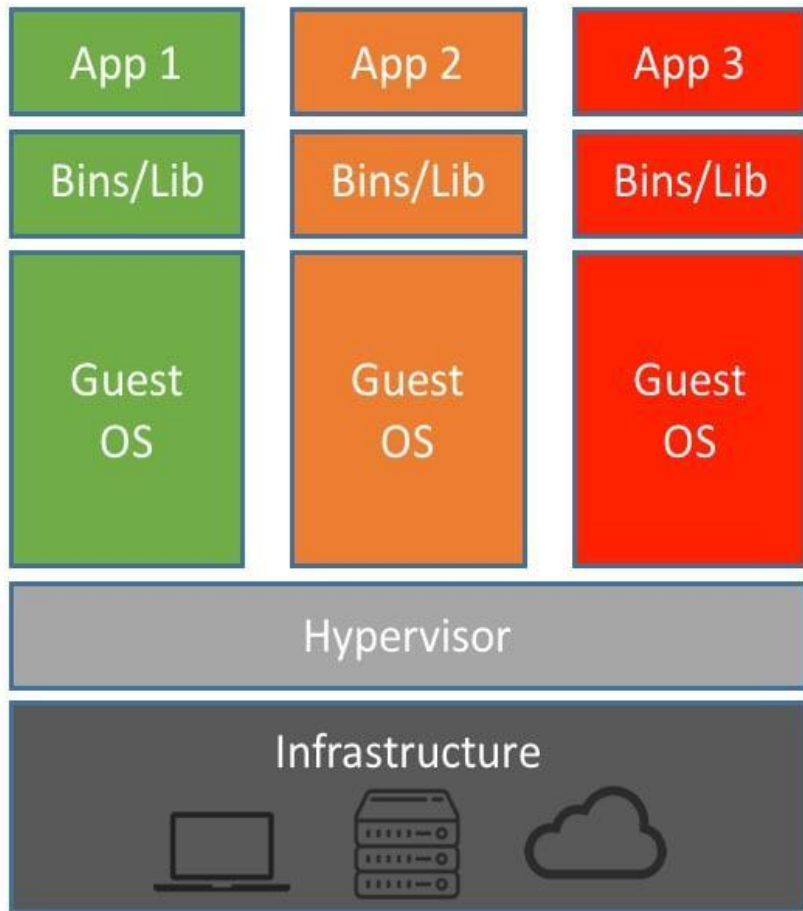 App 1
App 2
App 3
Bins/Lib
Bins/Lib
Bins/Lib
Guest
OS
Guest
OS
Guest
OS
Hypervisor
Infrastructure